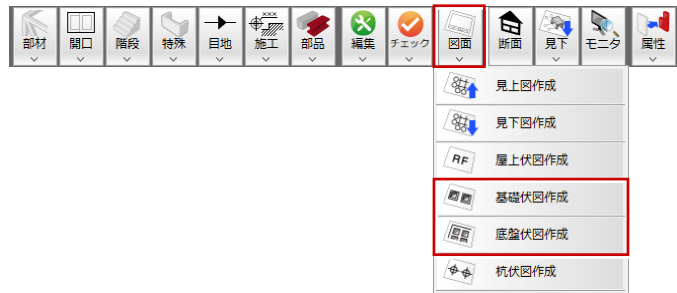 部材 開口 階段 特殊 目地 施工 部品 編集 チェック 図面 断面 見下 モニタ 属性
見上図作成
見下図作成
RF 屋上伏図作成
基礎伏図作成
底盤伏図作成
杭伏図作成